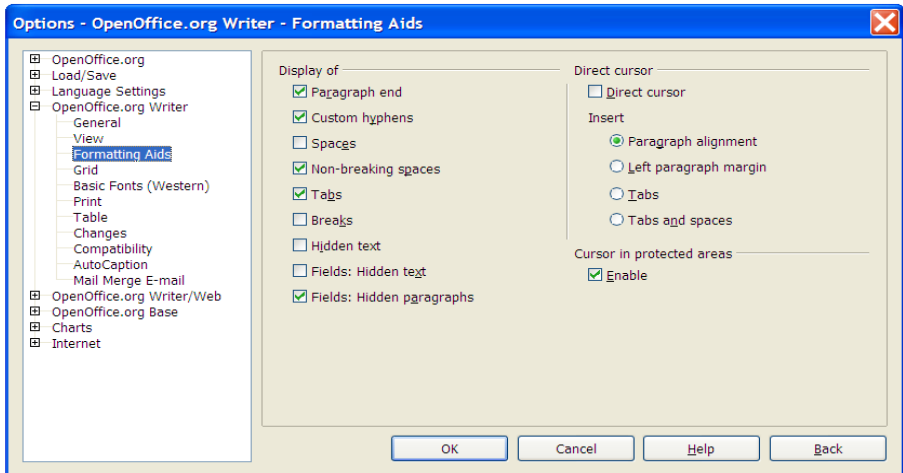 Options - OpenOffice.org Writer - Formatting Aids
OpenOffice.org
Load/Save
Language Settings
OpenOffice.org Writer
General
View
Formatting Aids
Grid
Basic Fonts (Western)
Print
Table
Changes
Compatibility
AutoCaption
Mail Merge E-mail
OpenOffice.org Writer/Web
OpenOffice.org Base
Charts
Internet
Display of
Paragraph end
Custom hyphens
Spaces
Non-breaking spaces
Tabs
Breaks
Hidden text
Fields: Hidden text
Fields: Hidden paragraphs
Direct cursor
Direct cursor
Insert
Paragraph alignment
Left paragraph margin
Tabs
Tabs and spaces
Cursor in protected areas
Enable
OK
Cancel
Help
Back